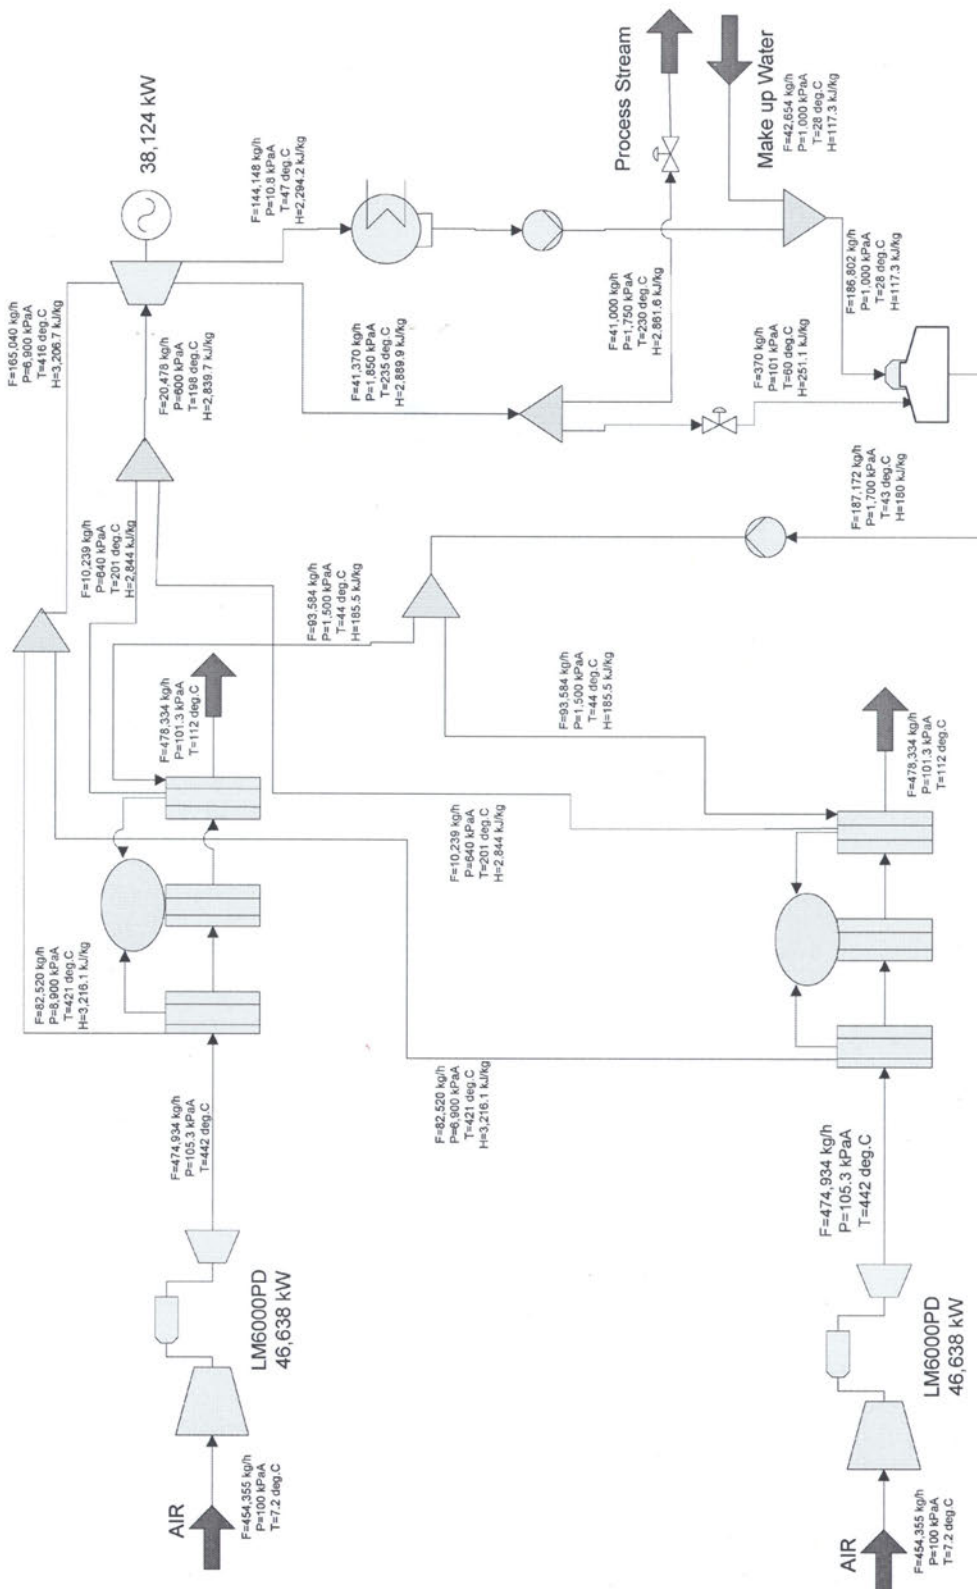 AIR
F=454,355 kg/h
P=100 kPaA
T=7.2 deg.C
LM6000PD
46,638 kW
F=474,934 kg/h
P=105.3 kPaA
T=442 deg.C
F=82,520 kg/h
P=8,900 kPaA
T=421 deg.C
H=3,216.1 kJ/kg
F=478,334 kg/h
P=101.3 kPaA
T=112 deg.C
F=10,239 kg/h
P=640 kPaA
T=201 deg.C
H=2,844 kJ/kg
F=165,040 kg/h
P=6,900 kPaA
T=416 deg.C
H=3,206.7 kJ/kg
38,124 kW
F=20,478 kg/h
P=600 kPaA
T=198 deg.C
H=2,839.7 kJ/kg
F=144,148 kg/h
P=10.8 kPaA
T=47 deg.C
H=2,294.2 kJ/kg
F=93,584 kg/h
P=1,500 kPaA
T=44 deg.C
H=185.5 kJ/kg
F=41,370 kg/h
P=1,850 kPaA
T=235 deg.C
H=2,889.9 kJ/kg
Process Stream
F=41,000 kg/h
P=1,750 kPaA
T=230 deg.C
H=2,861.6 kJ/kg
Make up Water
F=42,654 kg/h
P=1,000 kPaA
T=28 deg.C
H=117.3 kJ/kg
F=186,802 kg/h
P=1,000 kPaA
T=28 deg.C
H=117.3 kJ/kg
F=370 kg/h
P=101 kPaA
T=60 deg.C
H=251.1 kJ/kg
F=187,172 kg/h
P=1,700 kPaA
T=43 deg.C
H=180 kJ/kg
F=93,584 kg/h
P=1,500 kPaA
T=44 deg.C
H=185.5 kJ/kg
F=10,239 kg/h
P=640 kPaA
T=201 deg.C
H=2,844 kJ/kg
F=82,520 kg/h
P=6,900 kPaA
T=421 deg.C
H=3,216.1 kJ/kg
AIR
F=454,355 kg/h
P=100 kPaA
T=7.2 deg.C
LM6000PD
46,638 kW
F=474,934 kg/h
P=105.3 kPaA
T=442 deg.C
F=478,334 kg/h
P=101.3 kPaA
T=112 deg.C